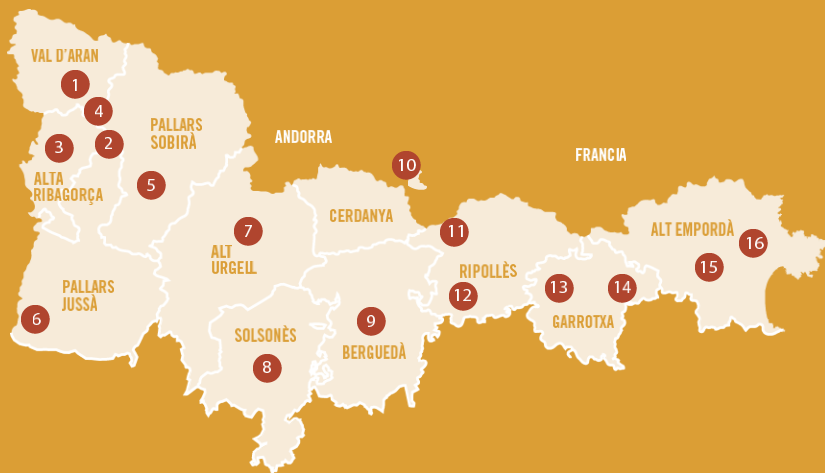 VAL D'ARAN
1
4
3
2
PALLARS
SOBIRÀ
5
ALTA
RIBAGORÇA
ANDORRA
10
FRANCIA
CERDANYA
7
ALT
URGELL
11
RIPOLLÈS
12
ALT EMPORDÀ
16
15
13
14
GARROTXA
PALLARS
JUSSÀ
6
SOLSONÈS
8
9
BERGUEDÀ